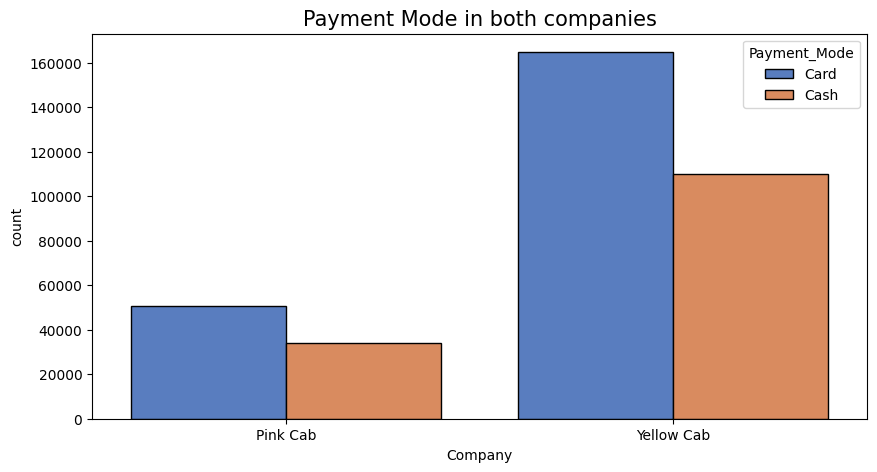 Payment Mode in both companies
Payment_Mode
Card
Cash
count
160000
140000
120000
100000
80000
60000
40000
20000
0
Pink Cab
Yellow Cab
Company